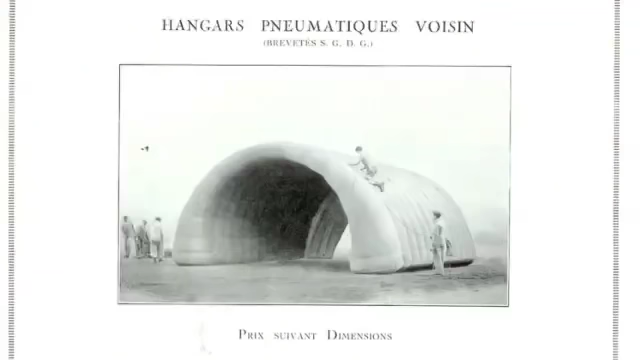 HANGARS PNEUMATIQUES VOISIN
(BREVETÉS S. G. D. G.)
PRIX SUIVANT DIMENSIONS